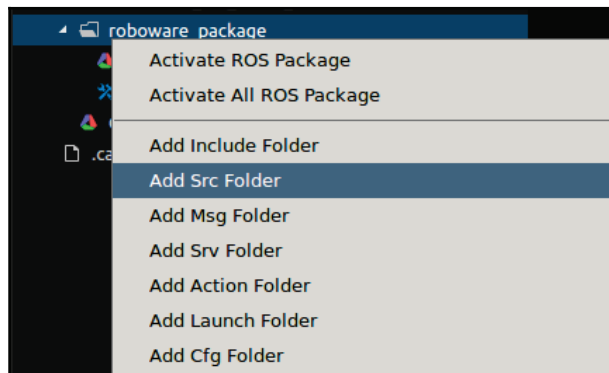 roboware_package
Activate ROS Package
Activate All ROS Package
Add Include Folder
.ca
Add Src Folder
Add Msg Folder
Add Srv Folder
Add Action Folder
Add Launch Folder
Add Cfg Folder